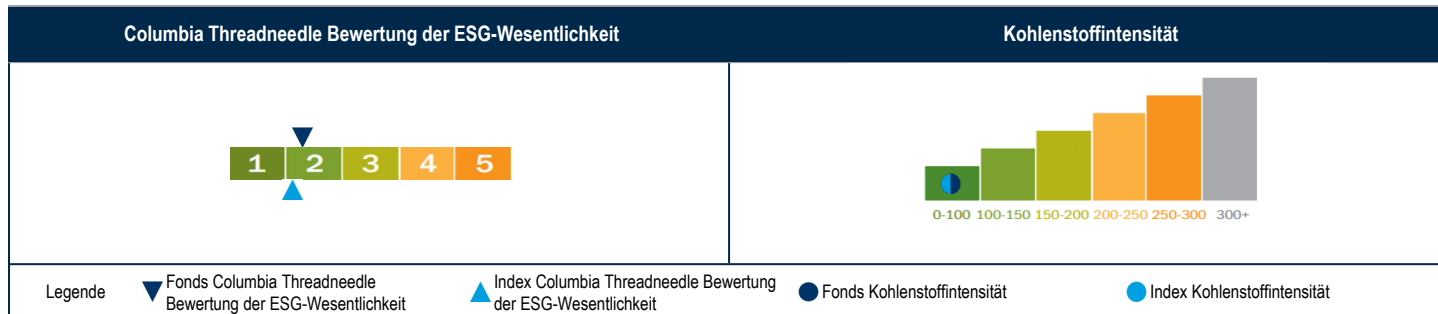 Columbia Threadneedle Bewertung der ESG-Wesentlichkeit
Kohlenstoffintensität
1 2 3 4 5
0-100 100-150 150-200 200-250 250-300 300+
Legende
Fonds Columbia Threadneedle
Bewertung der ESG-Wesentlichkeit
Index Columbia Threadneedle Bewertung
der ESG-Wesentlichkeit
Fonds Kohlenstoffintensität
Index Kohlenstoffintensität